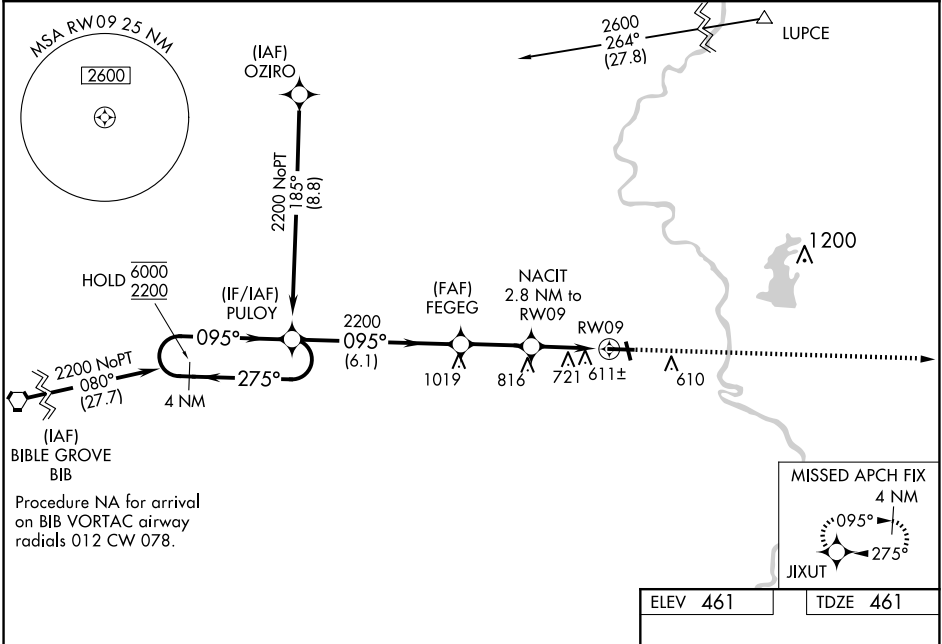 MSA RW09 25 NM
2600
(IAF)
OZIRO
2600
264°
(27.8)
LUPCE
2200 NoPT
185°
(8.8)
1200
HOLD 6000
2200
(IF/IAF)
PULOY
(FAF)
FEGEG
NACIT
2.8 NM to
RW09
RW09
095°
2200
095°
(6.1)
275°
4 NM
2200 NoPT
080°
(27.7)
1019
816
721
611±
610
(IAF)
BIBLE GROVE
BIB
Procedure NA for arrival
on BIB VORTAC airway
radials 012 CW 078.
MISSED APCH FIX
4 NM
095°
275°
JIXUT
ELEV 461
TDZE 461